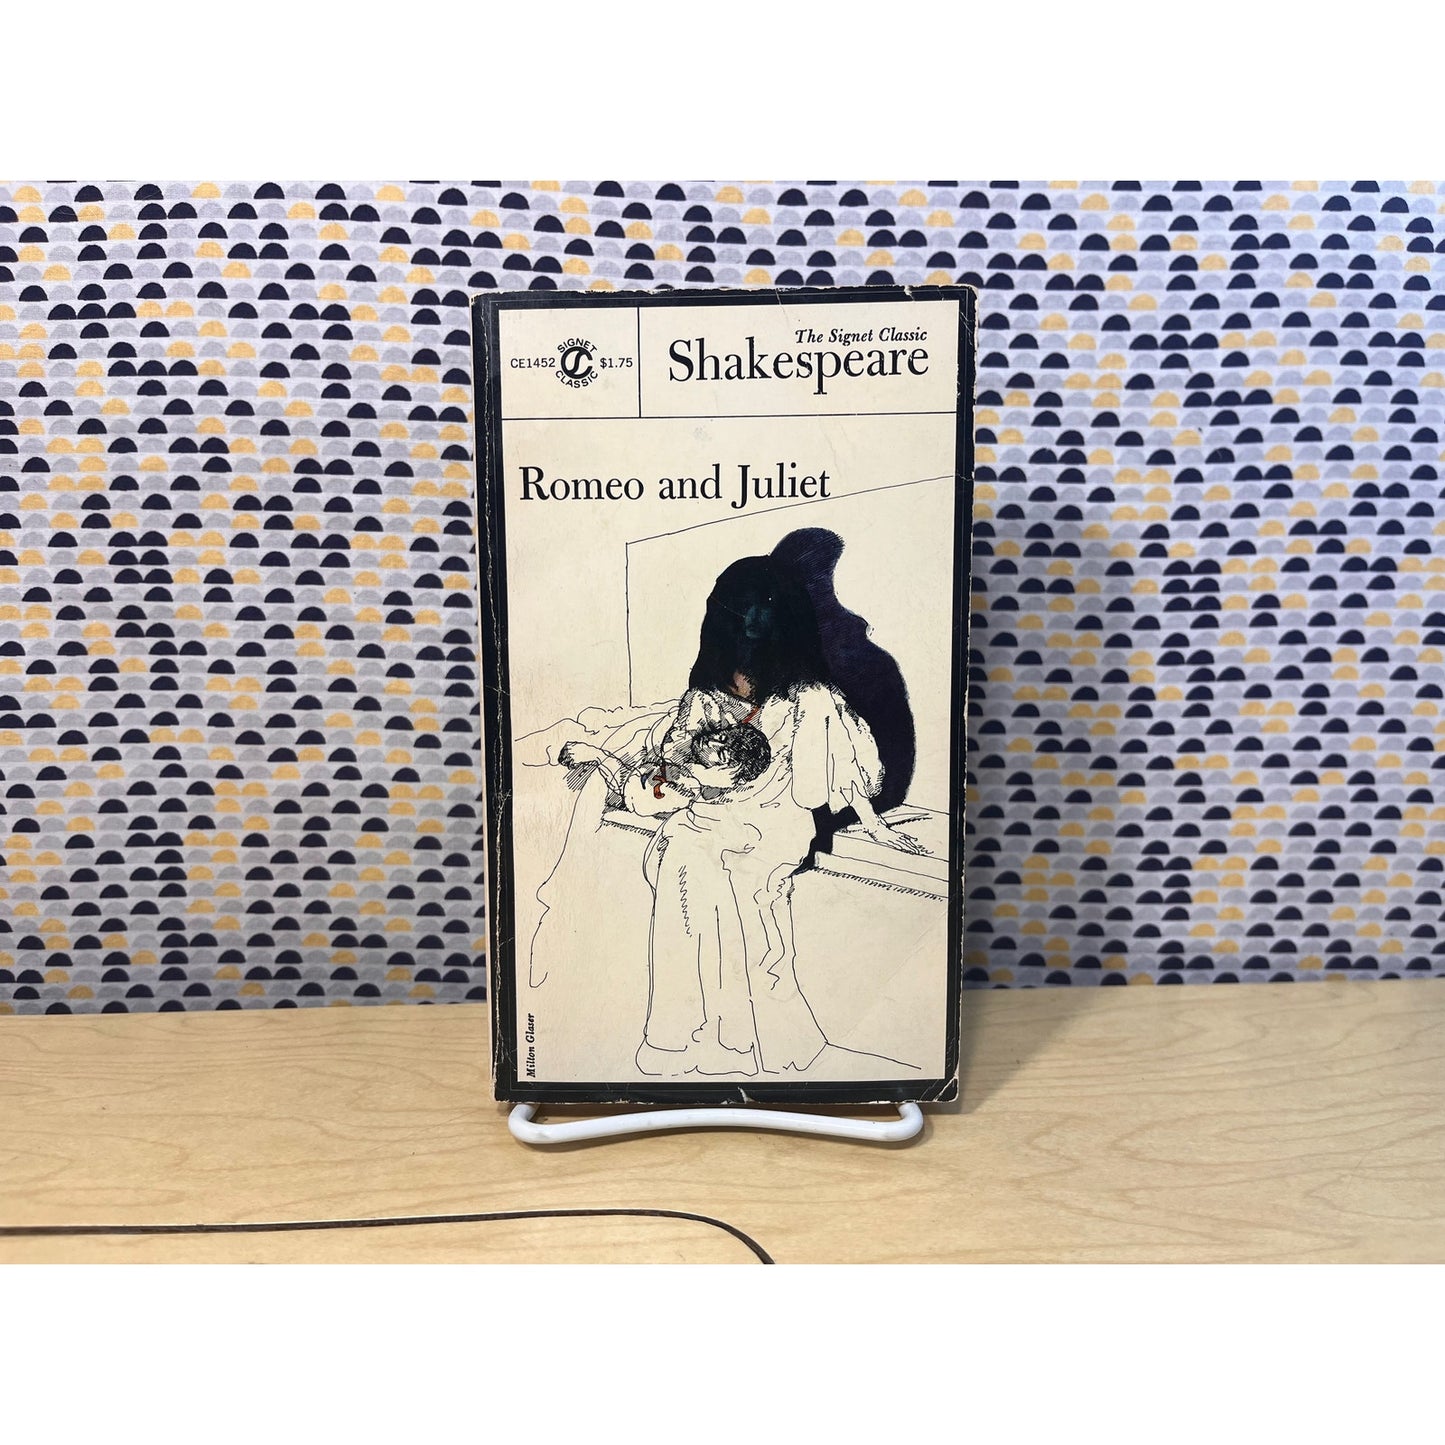 CE1452
SIGNET
CLASSIC
$1.75
The Signet Classic
Shakespeare
Romeo and Juliet
Milton Glaser